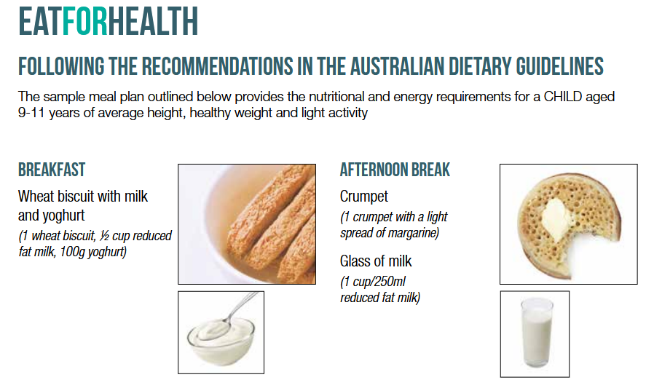 EATFORHEALTH
FOLLOWING THE RECOMMENDATIONS IN THE AUSTRALIAN DIETARY GUIDELINES
The sample meal plan outlined below provides the nutritional and energy requirements for a CHILD aged
9-11 years of average height, healthy weight and light activity
BREAKFAST
Wheat biscuit with milk
and yoghurt
(1 wheat biscuit, ½ cup reduced
fat milk, 100g yoghurt)
AFTERNOON BREAK
Crumpet
(1 crumpet with a light
spread of margarine)
Glass of milk
(1 cup/250ml
reduced fat milk)